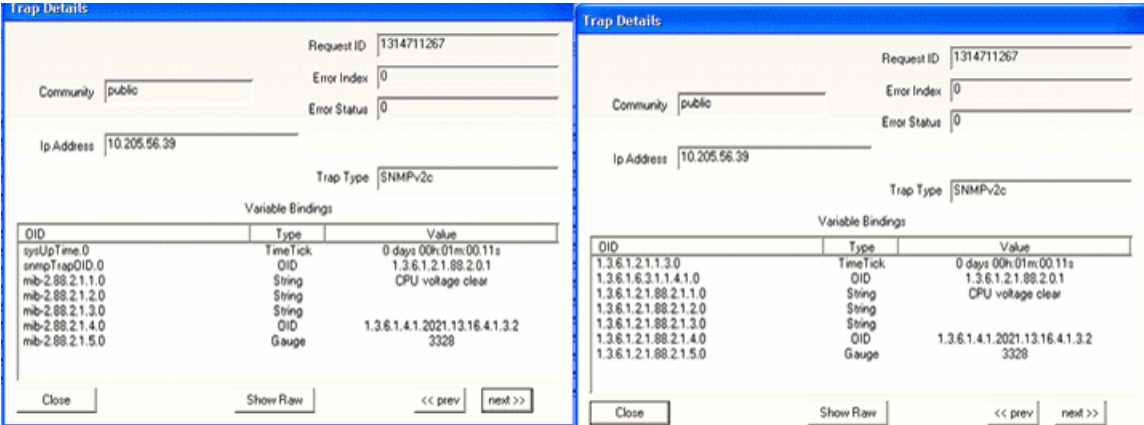 Trap Details
Request ID 1314711267
Community public
Error Index 0
Error Status 0
Ip Address 10.205.56.39
Trap Type SNMPv2c
Variable Bindings
OID Type Value
sysUpTime.0 TimeTick 0 days 00h:01m:00.11s
snmpTrapOID.0 OID 1.3.6.1.2.1.88.2.0.1
mib-2.88.2.1.1.0 String CPU voltage clear
mib-2.88.2.1.2.0 String
mib-2.88.2.1.3.0 String
mib-2.88.2.1.4.0 OID 1.3.6.1.4.1.2021.13.16.4.1.3.2
mib-2.88.2.1.5.0 Gauge 3328
Close Show Raw << prev next >>
Trap Details
Request ID 1314711267
Error Index 0
Community public
Error Status 0
Ip Address 10.205.56.39
Trap Type SNMPv2c
Variable Bindings
OID Type Value
1.3.6.1.2.1.1.3.0 TimeTick 0 days 00h:01m:00.11s
1.3.6.1.6.3.1.1.4.1.0 OID 1.3.6.1.2.1.88.2.0.1
1.3.6.1.2.1.88.2.1.1.0 String CPU voltage clear
1.3.6.1.2.1.88.2.1.2.0 String
1.3.6.1.2.1.88.2.1.3.0 String
1.3.6.1.2.1.88.2.1.4.0 OID 1.3.6.1.4.1.2021.13.16.4.1.3.2
1.3.6.1.2.1.88.2.1.5.0 Gauge 3328
Close Show Raw << prev next >>